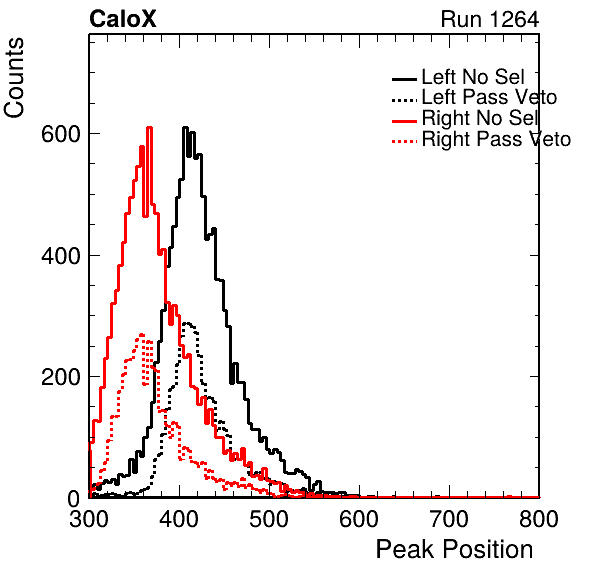 CaloX Run 1264
Counts
Left No Sel
Left Pass Veto
Right No Sel
Right Pass Veto
600
400
200
0
300 400 500 600 700 800
Peak Position